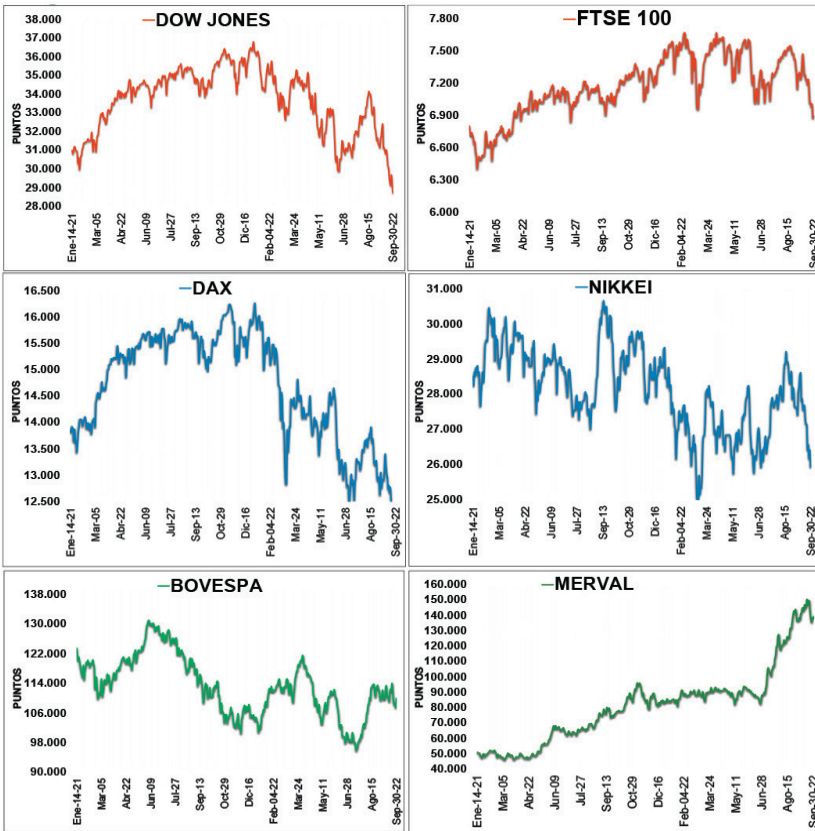 DOW JONES
PUNTOS
38.000
37.000
36.000
35.000
34.000
33.000
32.000
31.000
30.000
29.000
28.000
Ene-14-21
Mar-05
Abr-22
Jun-09
Jul-27
Sep-13
Oct-29
Dic-16
Feb-04-22
Mar-24
May-11
Jun-28
Ago-15
Sep-30-22
FTSE 100
PUNTOS
7.800
7.500
7.200
6.900
6.600
6.300
6.000
Ene-14-21
Mar-05
Abr-22
Jun-09
Jul-27
Sep-13
Oct-29
Dic-16
Feb-04-22
Mar-24
May-11
Jun-28
Ago-15
Sep-30-22
DAX
PUNTOS
16.500
16.000
15.500
15.000
14.500
14.000
13.500
13.000
12.500
Ene-14-21
Mar-05
Abr-22
Jun-09
Jul-27
Sep-13
Oct-29
Dic-16
Feb-04-22
Mar-24
May-11
Jun-28
Ago-15
Sep-30-22
NIKKEI
PUNTOS
31.000
30.000
29.000
28.000
27.000
26.000
25.000
Ene-14-21
Mar-05
Abr-22
Jun-09
Jul-27
Sep-13
Oct-29
Dic-16
Feb-04-22
Mar-24
May-11
Jun-28
Ago-15
Sep-30-22
BOVESPA
PUNTOS
138.000
130.000
122.000
114.000
106.000
98.000
90.000
Ene-14-21
Mar-05
Abr-22
Jun-09
Jul-27
Sep-13
Oct-29
Dic-16
Feb-04-22
Mar-24
May-11
Jun-28
Ago-15
Sep-30-22
MERVAL
PUNTOS
160.000
150.000
140.000
130.000
120.000
110.000
100.000
90.000
80.000
70.000
60.000
50.000
40.000
Ene-14-21
Mar-05
Abr-22
Jun-09
Jul-27
Sep-13
Oct-29
Dic-16
Feb-04-22
Mar-24
May-11
Jun-28
Ago-15
Sep-30-22